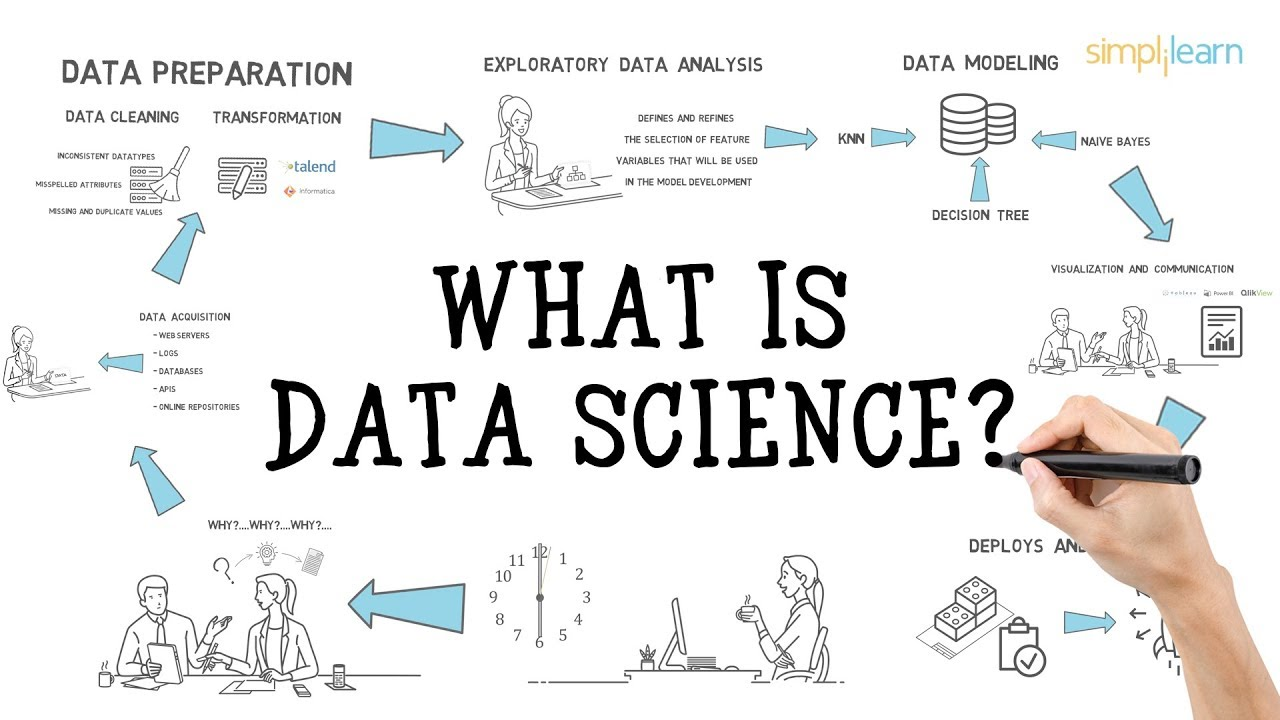 simplilearn
DATA PREPARATION
DATA CLEANING
TRANSFORMATION
INCONSISTENT DATATYPES
MISSPELLED ATTRIBUTES
MISSING AND DUPLICATE VALUES
talend
Informatica
EXPLORATORY DATA ANALYSIS
DEFINES AND REFINES
THE SELECTION OF FEATURE
VARIABLES THAT WILL BE USED
IN THE MODEL DEVELOPMENT
DATA MODELING
KNN
NAIVE BAYES
DECISION TREE
VISUALIZATION AND COMMUNICATION
tableau
Power BI
QlikView
WHAT IS
DATA SCIENCE?
DATA ACQUISITION
- WEB SERVERS
- LOGS
- DATABASES
- APIS
- ONLINE REPOSITORIES
DATA
WHY?....WHY?....WHY?....
?
12
1
2
3
4
5
6
7
8
9
10
11
DEPLOYS AND